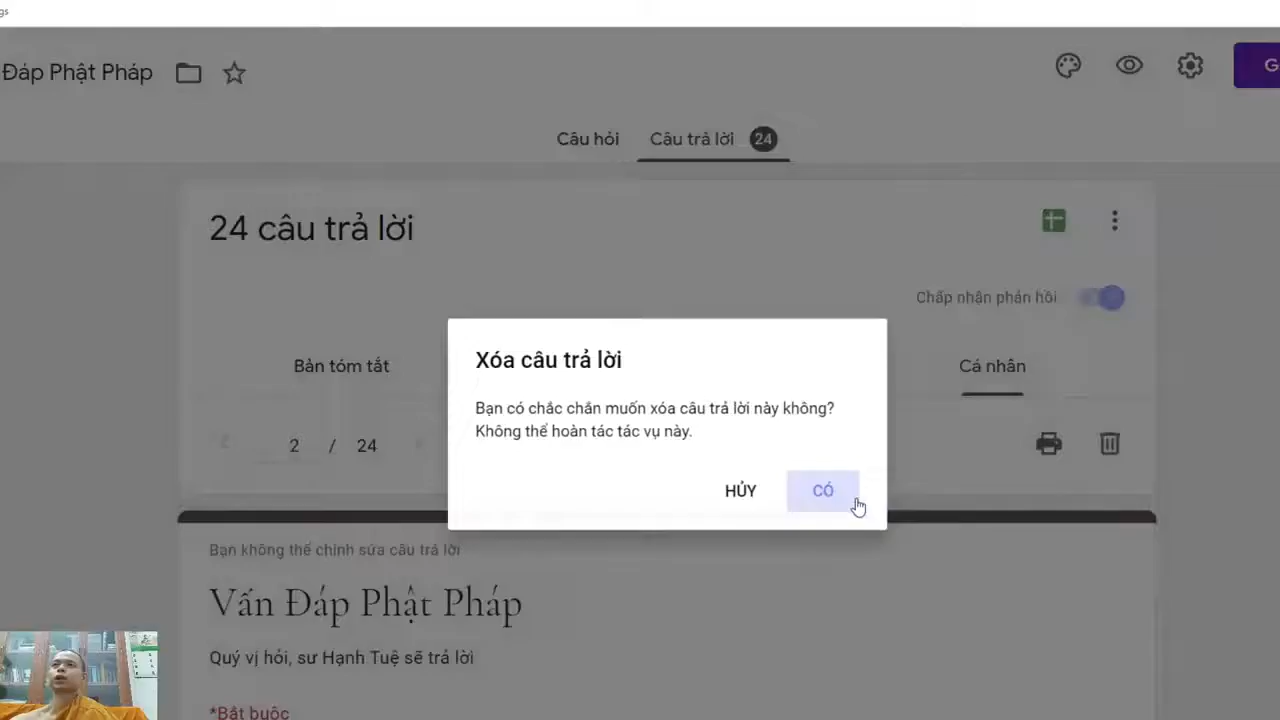 gs
Đáp Phật Pháp
G
Câu hỏi
Câu trả lời 24
24 câu trả lời
Chấp nhận phản hồi
Bản tóm tắt
Cá nhân
2 / 24
Xóa câu trả lời
Bạn có chắc chắn muốn xóa câu trả lời này không?
Không thể hoàn tác tác vụ này.
HỦY
CÓ
Bạn không thể chỉnh sửa câu trả lời
Vấn Đáp Phật Pháp
Quý vị hỏi, sư Hạnh Tuệ sẽ trả lời
*Bắt buộc